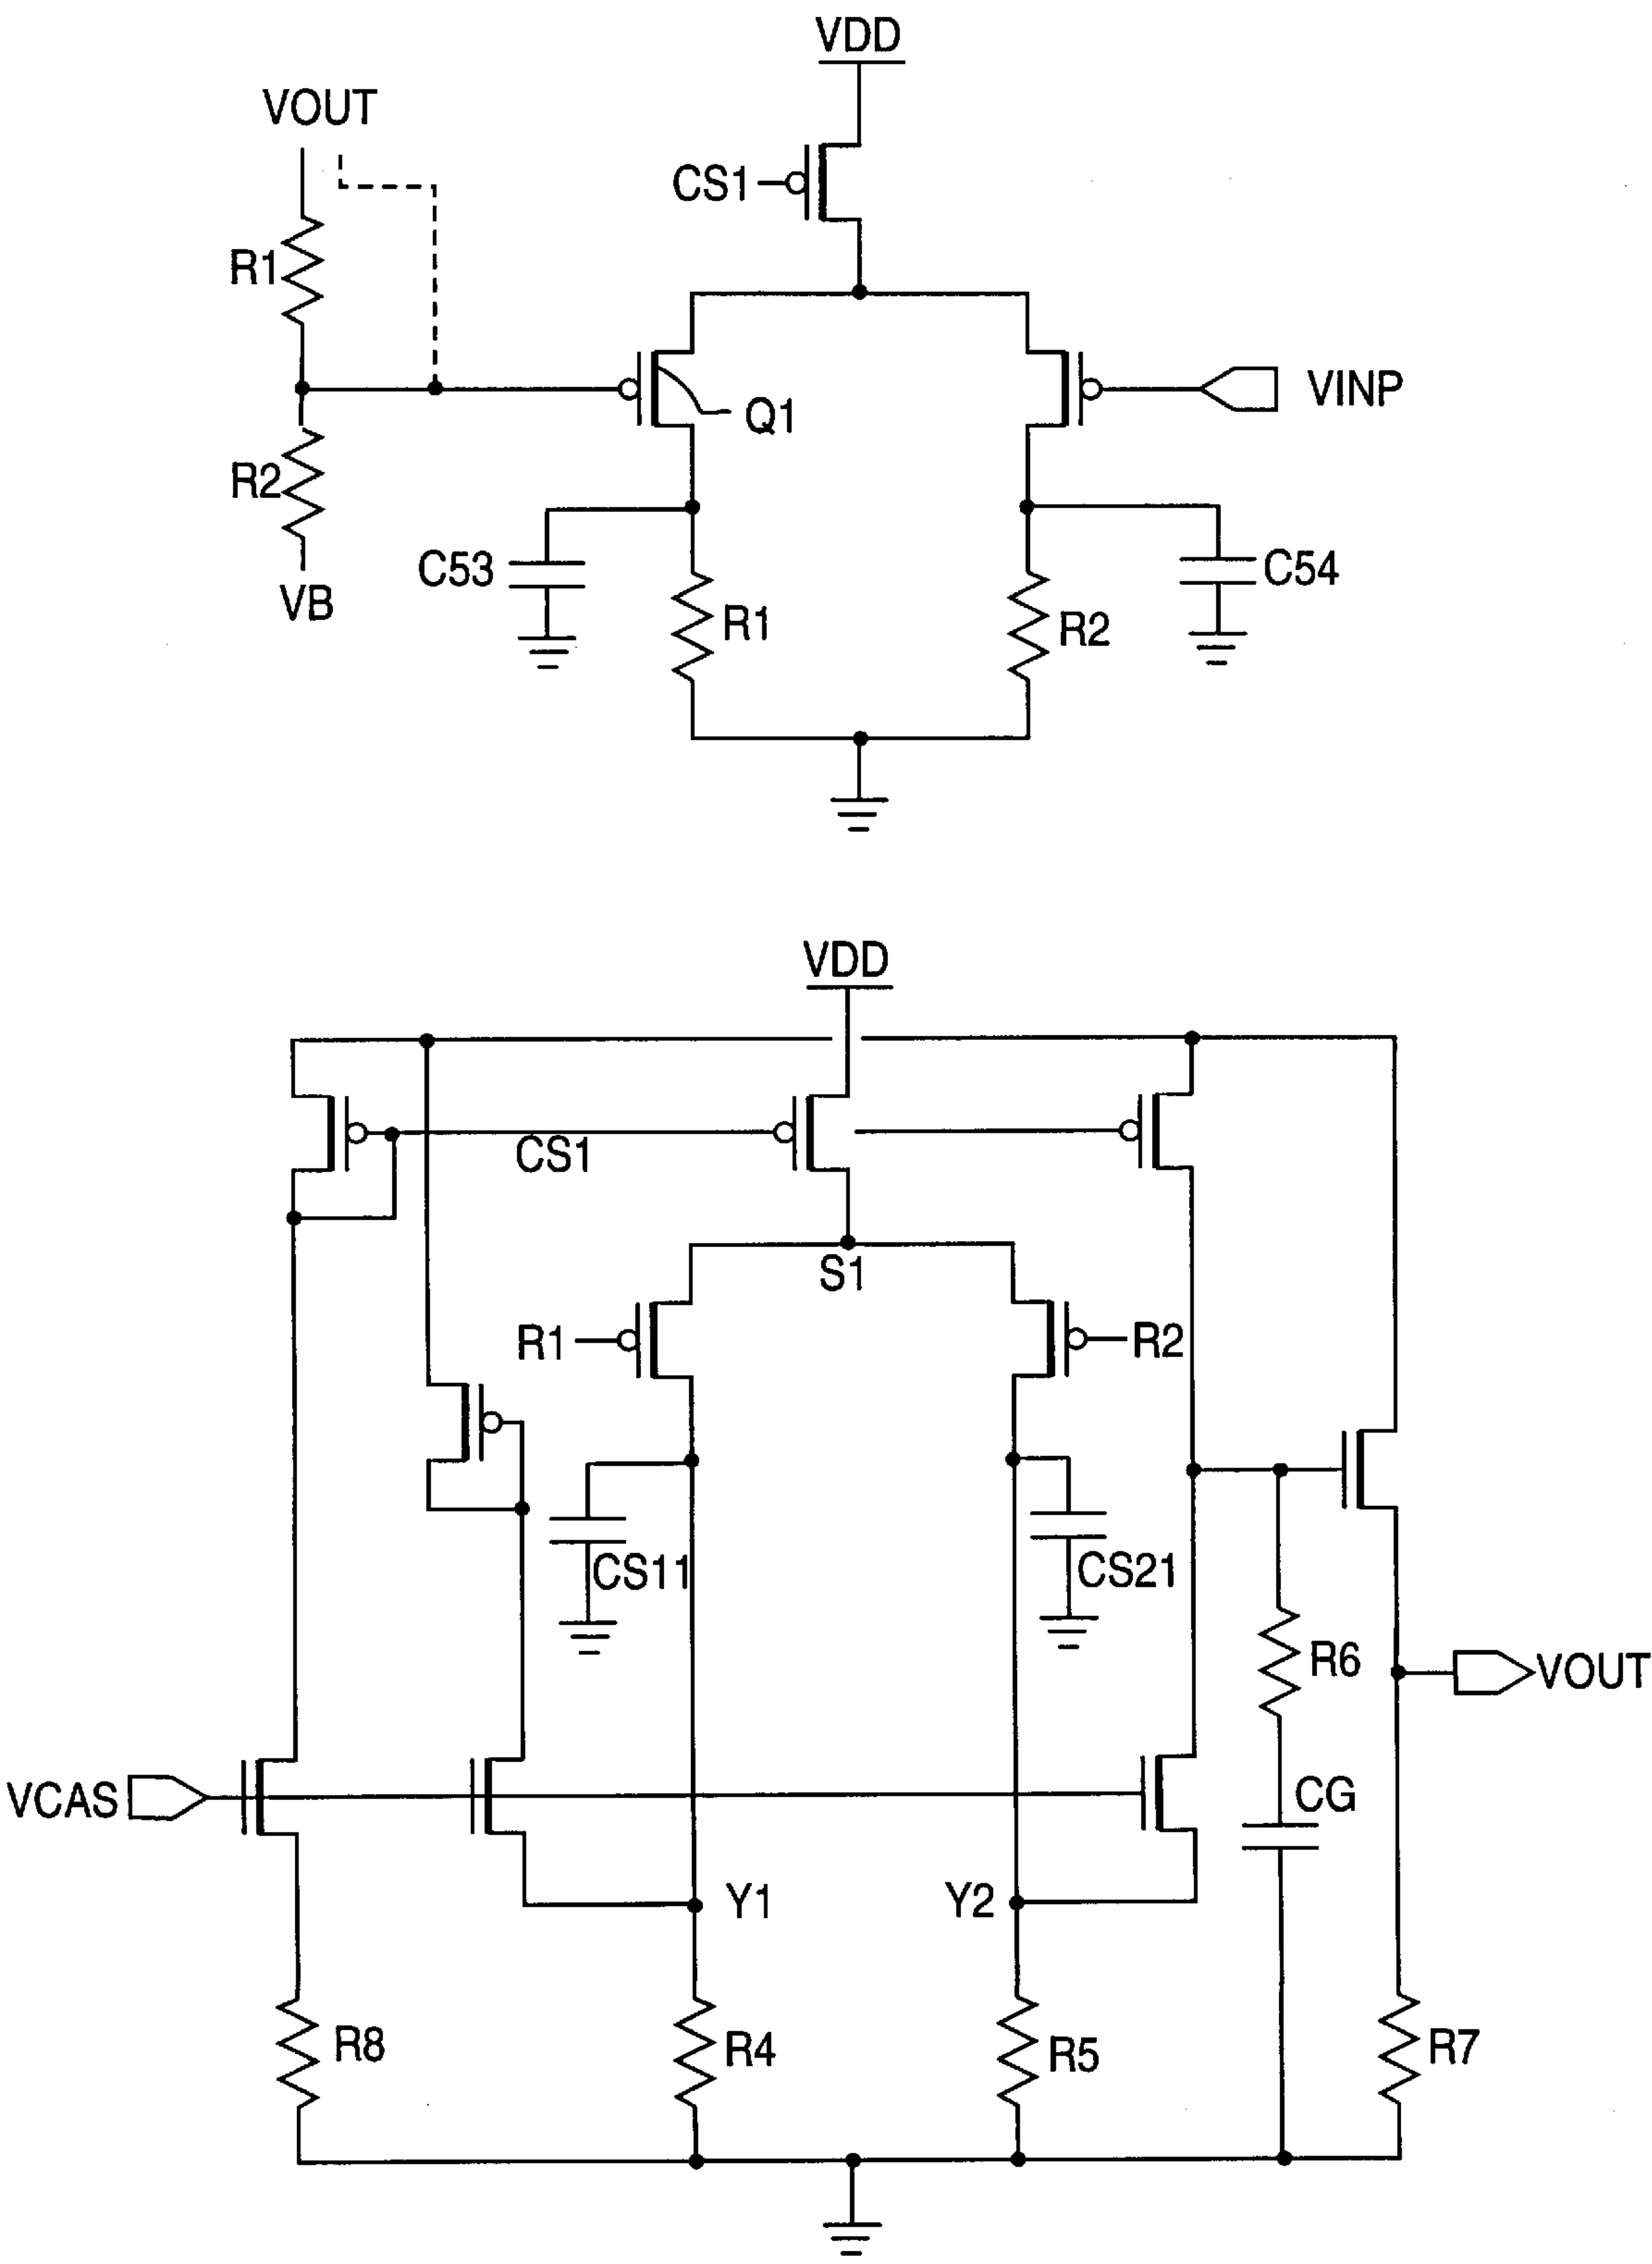 VDD
VOUT
CS1
R1
VINP
Q1
R2
C53
C54
VB
R1
R2
VDD
CS1
S1
R1
R2
CS11
CS21
R6
VOUT
VCAS
CG
Y1
Y2
R8
R4
R5
R7